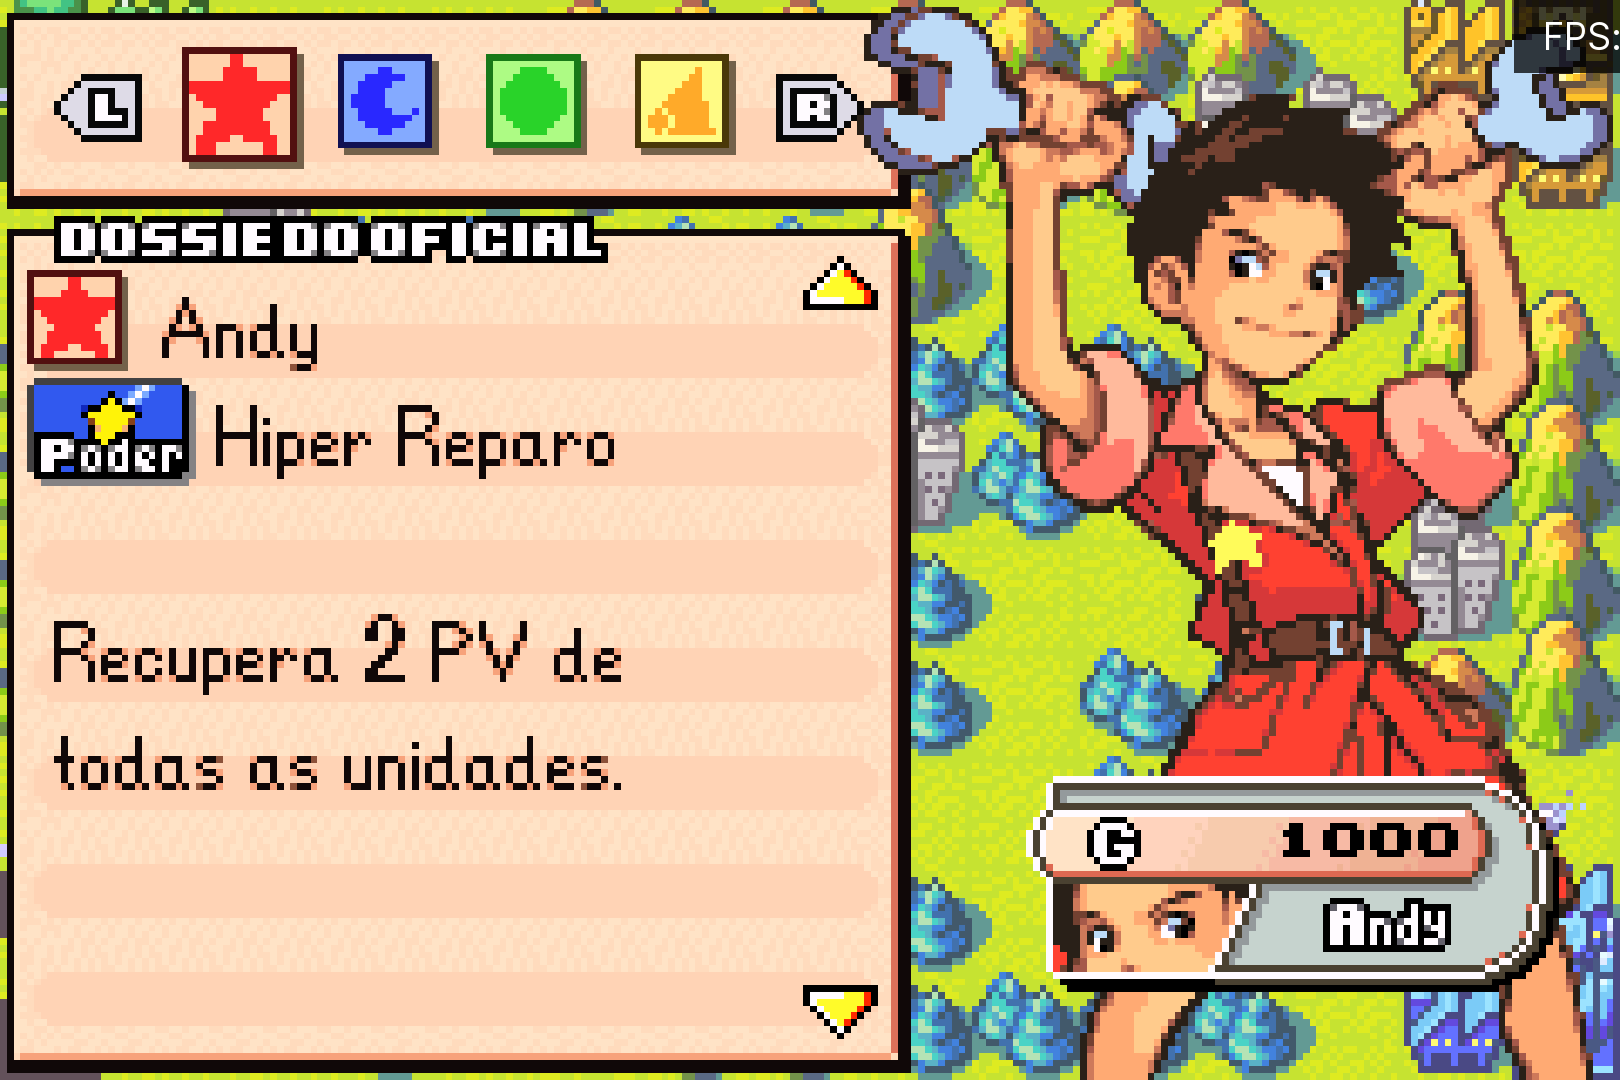 FPS:
L
R
DOSSIE DO OFICIAL
Andy
Poder Hiper Reparo
Recupera 2 PV de
todas as unidades.
G 1000
Andy